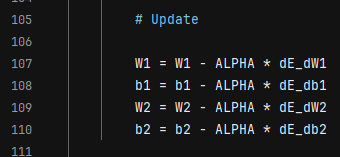 104
105 # Update
106
107 W1 = W1 - ALPHA * dE_dW1
108 b1 = b1 - ALPHA * dE_db1
109 W2 = W2 - ALPHA * dE_dW2
110 b2 = b2 - ALPHA * dE_db2
111